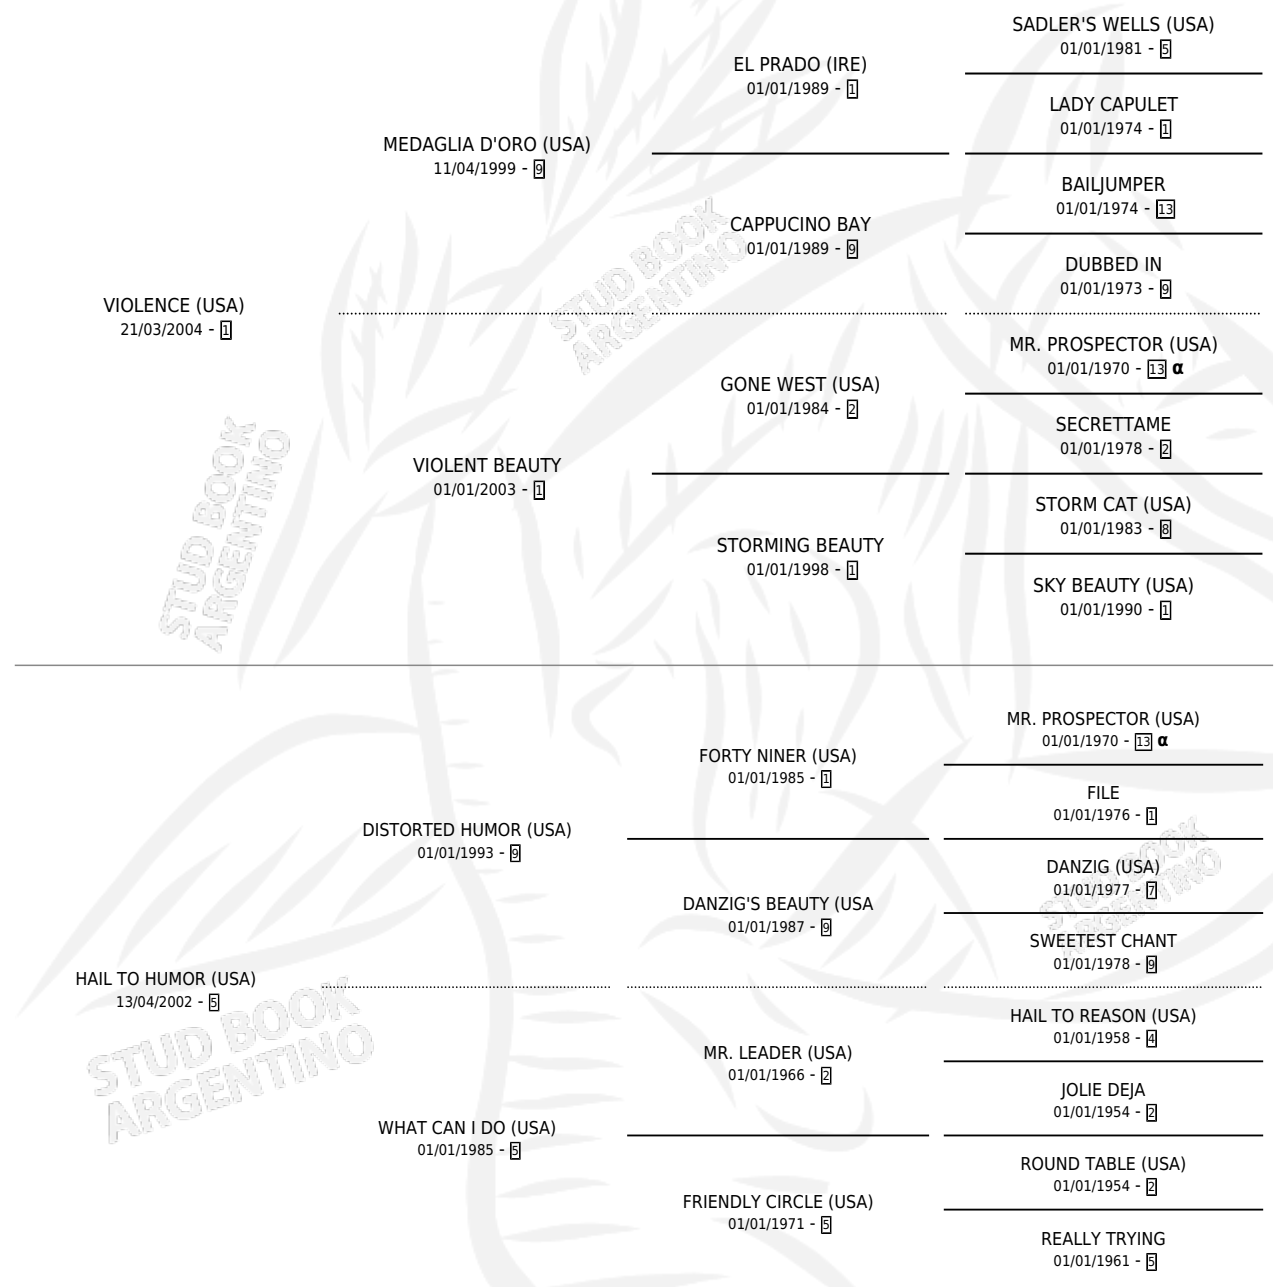 SADLER'S WELLS (USA)
01/01/1981 - 5
EL PRADO (IRE)
01/01/1989 - 1
LADY CAPULET
01/01/1974 - 1
MEDAGLIA D'ORO (USA)
11/04/1999 - 9
BAILJUMPER
01/01/1974 - 13
CAPPUCINO BAY
01/01/1989 - 9
DUBBED IN
01/01/1973 - 9
VIOLENCE (USA)
21/03/2004 - 1
MR. PROSPECTOR (USA)
01/01/1970 - 13 α
GONE WEST (USA)
01/01/1984 - 2
SECRETTAME
01/01/1978 - 2
VIOLENT BEAUTY
01/01/2003 - 1
STORM CAT (USA)
01/01/1983 - 8
STORMING BEAUTY
01/01/1998 - 1
SKY BEAUTY (USA)
01/01/1990 - 1
STUD BOOK
ARGENTINO
STUD BOOK
ARGENTINO
MR. PROSPECTOR (USA)
01/01/1970 - 13 α
FORTY NINER (USA)
01/01/1985 - 1
FILE
01/01/1976 - 1
DISTORTED HUMOR (USA)
01/01/1993 - 9
DANZIG (USA)
01/01/1977 - 7
DANZIG'S BEAUTY (USA
01/01/1987 - 9
SWEETEST CHANT
01/01/1978 - 9
HAIL TO HUMOR (USA)
13/04/2002 - 5
HAIL TO REASON (USA)
01/01/1958 - 4
MR. LEADER (USA)
01/01/1966 - 2
JOLIE DEJA
01/01/1954 - 2
WHAT CAN I DO (USA)
01/01/1985 - 5
ROUND TABLE (USA)
01/01/1954 - 2
FRIENDLY CIRCLE (USA)
01/01/1971 - 5
REALLY TRYING
01/01/1961 - 5
STUD BOOK
ARGENTINO
STUD BOOK
ARGENTINO